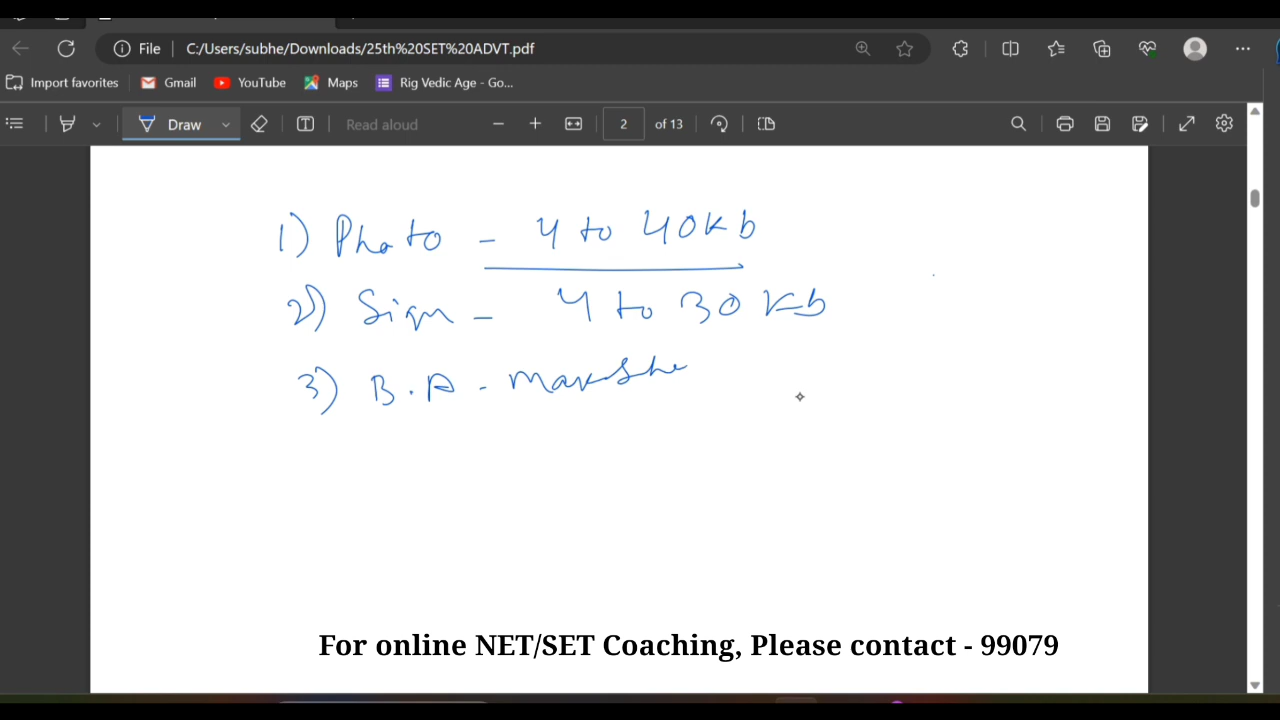 File
C:/Users/subhe/Downloads/25th%20SET%20ADVT.pdf
Import favorites
Gmail
YouTube
Maps
Rig Vedic Age - Go...
Draw
Read aloud
2
of 13
1) Photo - 4 to 40kb
2) Sign - 4 to 30 kb
3) B.A - markshe
For online NET/SET Coaching, Please contact - 99079